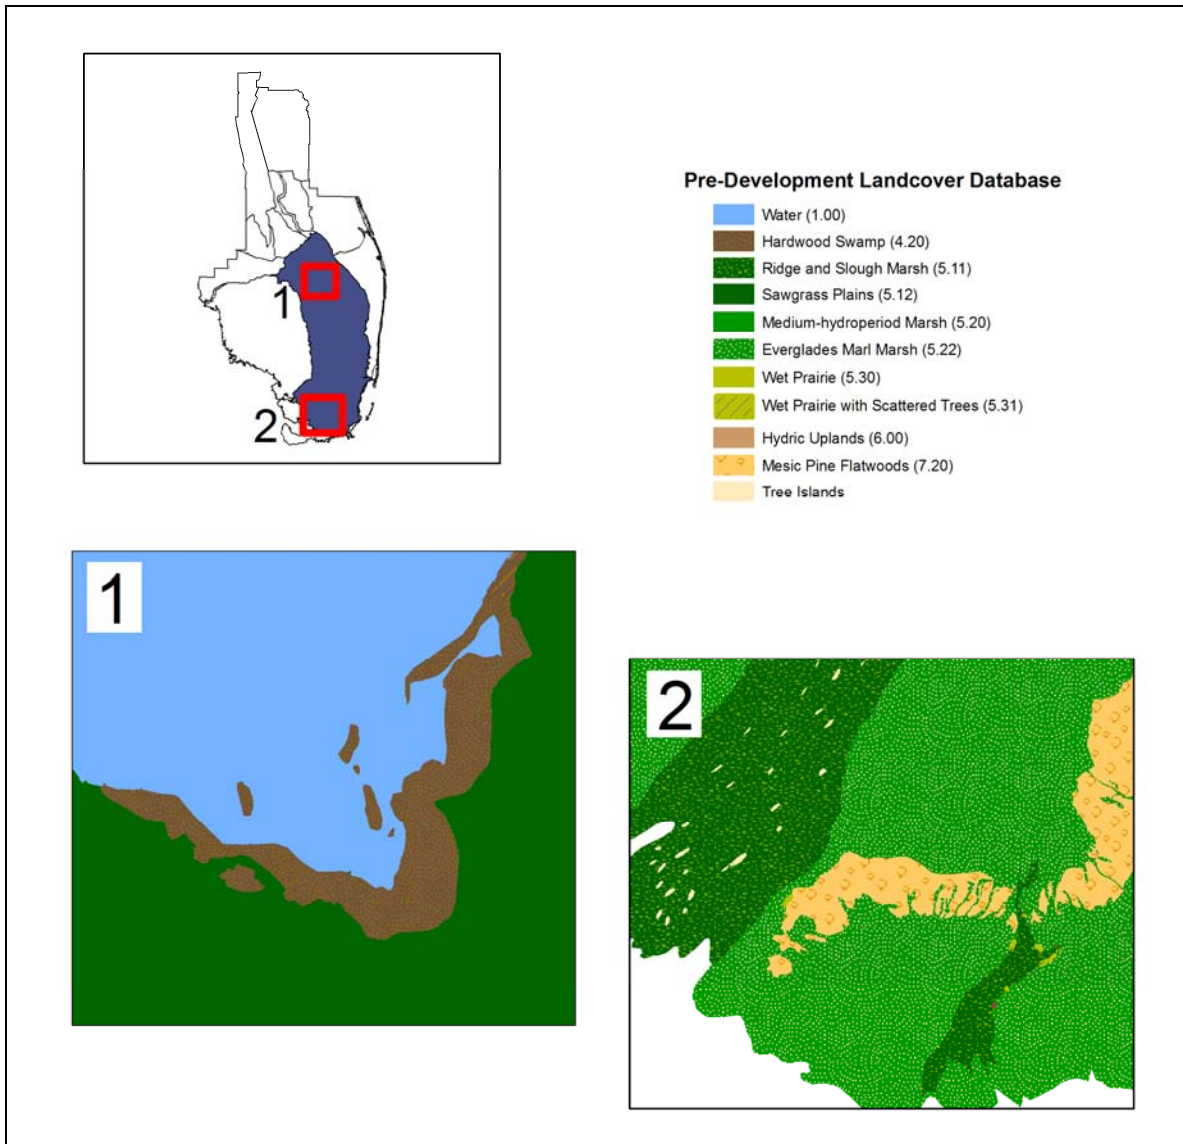 1
2
Pre-Development Landcover Database
Water (1.00)
Hardwood Swamp (4.20)
Ridge and Slough Marsh (5.11)
Sawgrass Plains (5.12)
Medium-hydroperiod Marsh (5.20)
Everglades Marl Marsh (5.22)
Wet Prairie (5.30)
Wet Prairie with Scattered Trees (5.31)
Hydric Uplands (6.00)
Mesic Pine Flatwoods (7.20)
Tree Islands
1
2